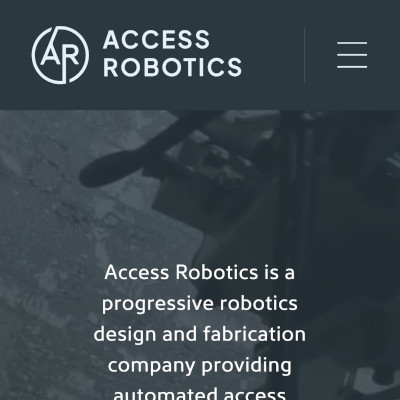 AR
ACCESS
ROBOTICS
Access Robotics is a
progressive robotics
design and fabrication
company providing
automated access